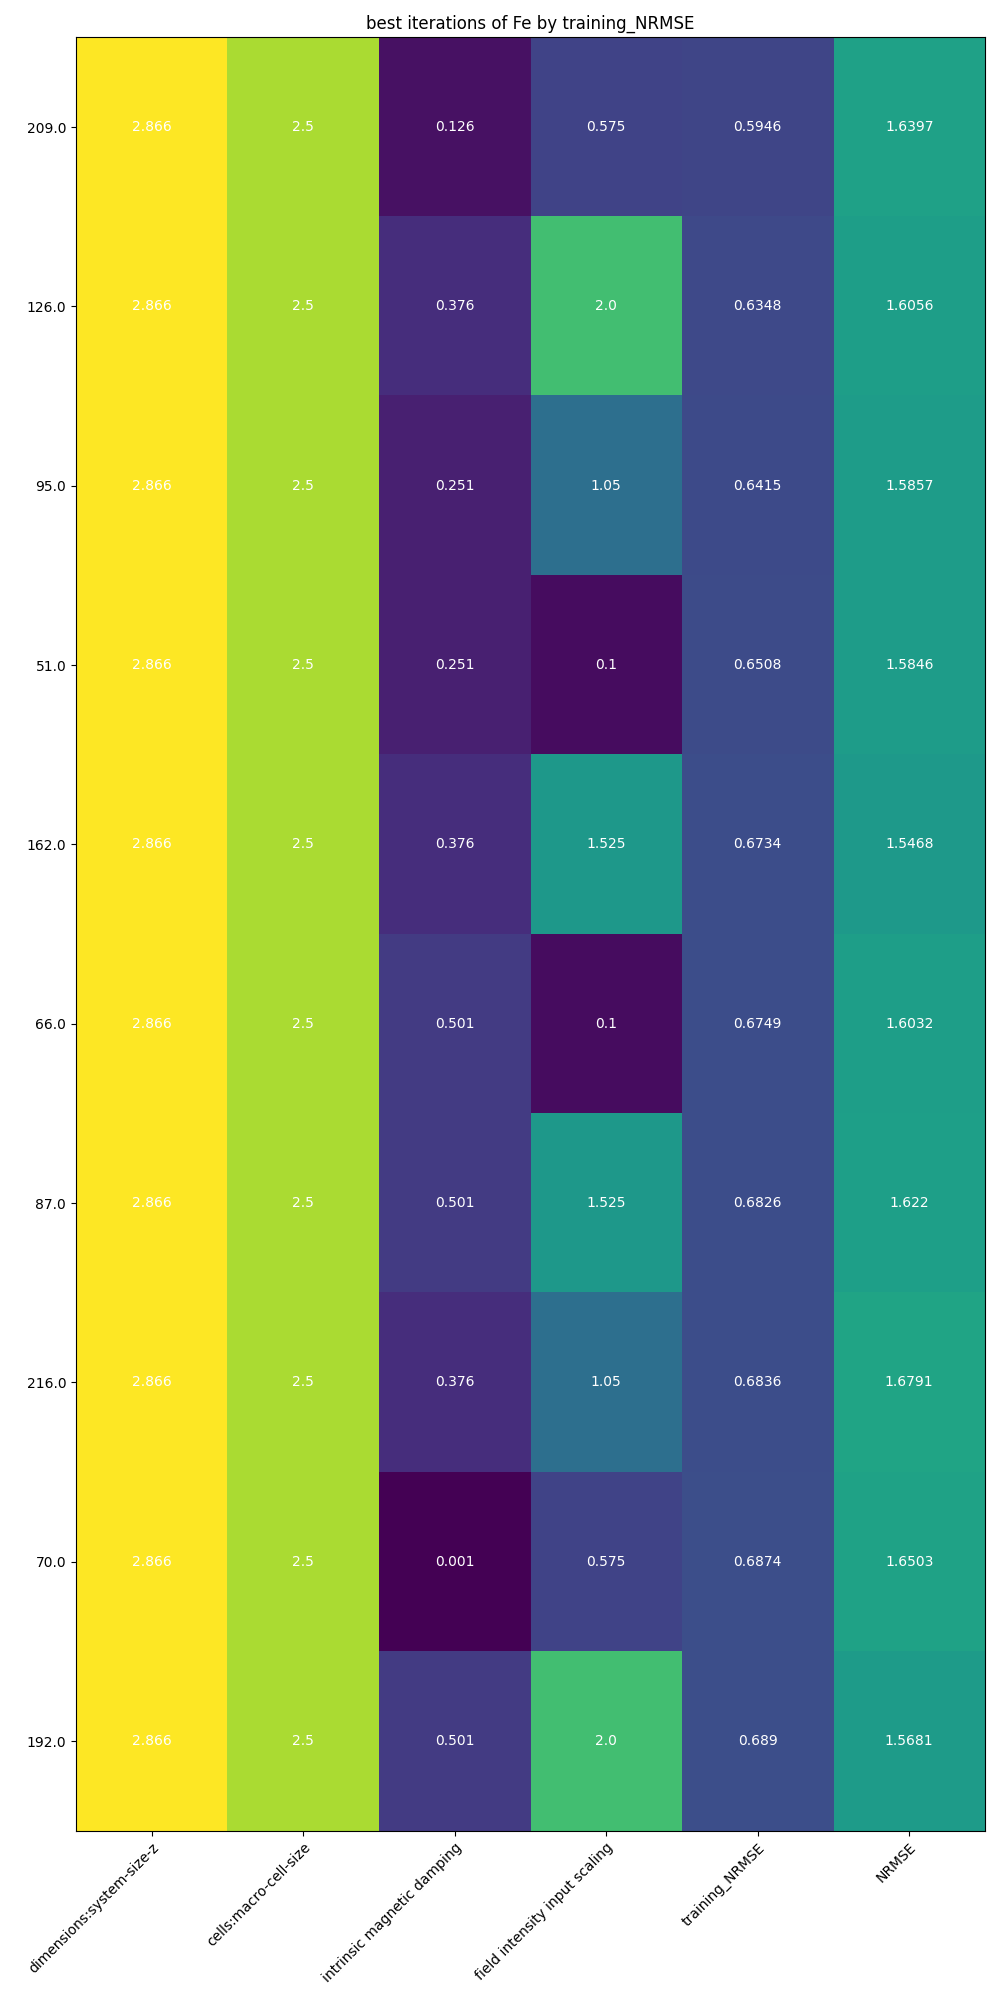 best iterations of Fe by training_NRMSE
209.0 2.866 2.5 0.126 0.575 0.5946 1.6397
126.0 2.866 2.5 0.376 2.0 0.6348 1.6056
95.0 2.866 2.5 0.251 1.05 0.6415 1.5857
51.0 2.866 2.5 0.251 0.1 0.6508 1.5846
162.0 2.866 2.5 0.376 1.525 0.6734 1.5468
66.0 2.866 2.5 0.501 0.1 0.6749 1.6032
87.0 2.866 2.5 0.501 1.525 0.6826 1.622
216.0 2.866 2.5 0.376 1.05 0.6836 1.6791
70.0 2.866 2.5 0.001 0.575 0.6874 1.6503
192.0 2.866 2.5 0.501 2.0 0.689 1.5681
dimensions:system-size-z
cells:macro-cell-size
intrinsic magnetic damping
field intensity input scaling
training_NRMSE
NRMSE